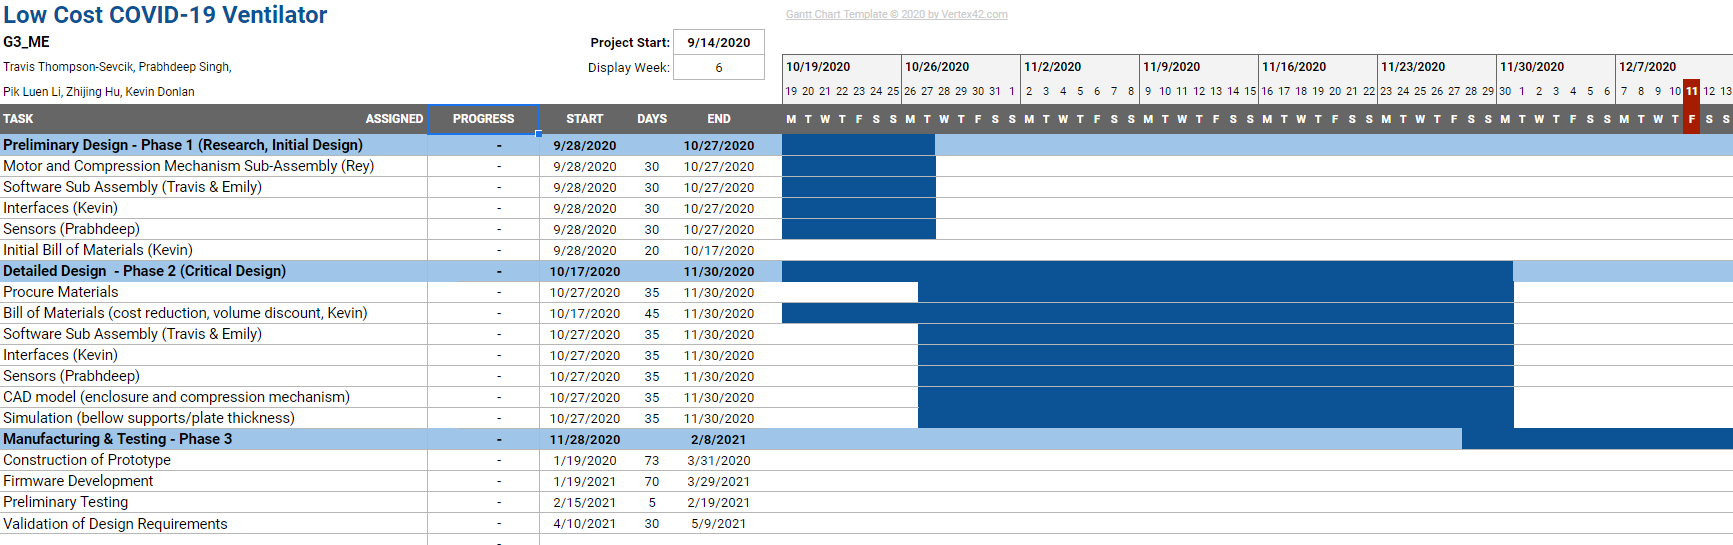 Low Cost COVID-19 Ventilator
Gantt Chart Template © 2020 by Vertex42.com
G3_ME Project Start: 9/14/2020
Travis Thompson-Sevcik, Prabhdeep Singh, Display Week: 6 10/19/2020 10/26/2020 11/2/2020 11/9/2020 11/16/2020 11/23/2020 11/30/2020 12/7/2020
Pik Luen Li, Zhijing Hu, Kevin Donlan 19 20 21 22 23 24 25 26 27 28 29 30 31 1 2 3 4 5 6 7 8 9 10 11 12 13 14 15 16 17 18 19 20 21 22 23 24 25 26 27 28 29 30 1 2 3 4 5 6 7 8 9 10 11 12 13
TASK ASSIGNED PROGRESS START DAYS END M T W T F S S M T W T F S S M T W T F S S M T W T F S S M T W T F S S M T W T F S S M T W T F S S M T W T F S S
Preliminary Design - Phase 1 (Research, Initial Design) - 9/28/2020 10/27/2020
Motor and Compression Mechanism Sub-Assembly (Rey) - 9/28/2020 30 10/27/2020
Software Sub Assembly (Travis & Emily) - 9/28/2020 30 10/27/2020
Interfaces (Kevin) - 9/28/2020 30 10/27/2020
Sensors (Prabhdeep) - 9/28/2020 30 10/27/2020
Initial Bill of Materials (Kevin) - 9/28/2020 20 10/17/2020
Detailed Design - Phase 2 (Critical Design) - 10/17/2020 11/30/2020
Procure Materials - 10/27/2020 35 11/30/2020
Bill of Materials (cost reduction, volume discount, Kevin) - 10/17/2020 45 11/30/2020
Software Sub Assembly (Travis & Emily) - 10/27/2020 35 11/30/2020
Interfaces (Kevin) - 10/27/2020 35 11/30/2020
Sensors (Prabhdeep) - 10/27/2020 35 11/30/2020
CAD model (enclosure and compression mechanism) - 10/27/2020 35 11/30/2020
Simulation (bellow supports/plate thickness) - 10/27/2020 35 11/30/2020
Manufacturing & Testing - Phase 3 - 11/28/2020 2/8/2021
Construction of Prototype - 1/19/2020 73 3/31/2020
Firmware Development - 1/19/2021 70 3/29/2021
Preliminary Testing - 2/15/2021 5 2/19/2021
Validation of Design Requirements - 4/10/2021 30 5/9/2021
-